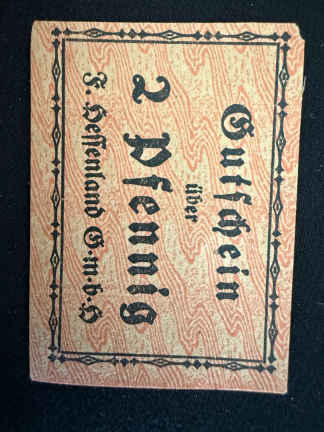 Gutschein
über
2 Pfennig
F. Hessenland G.m.b.H